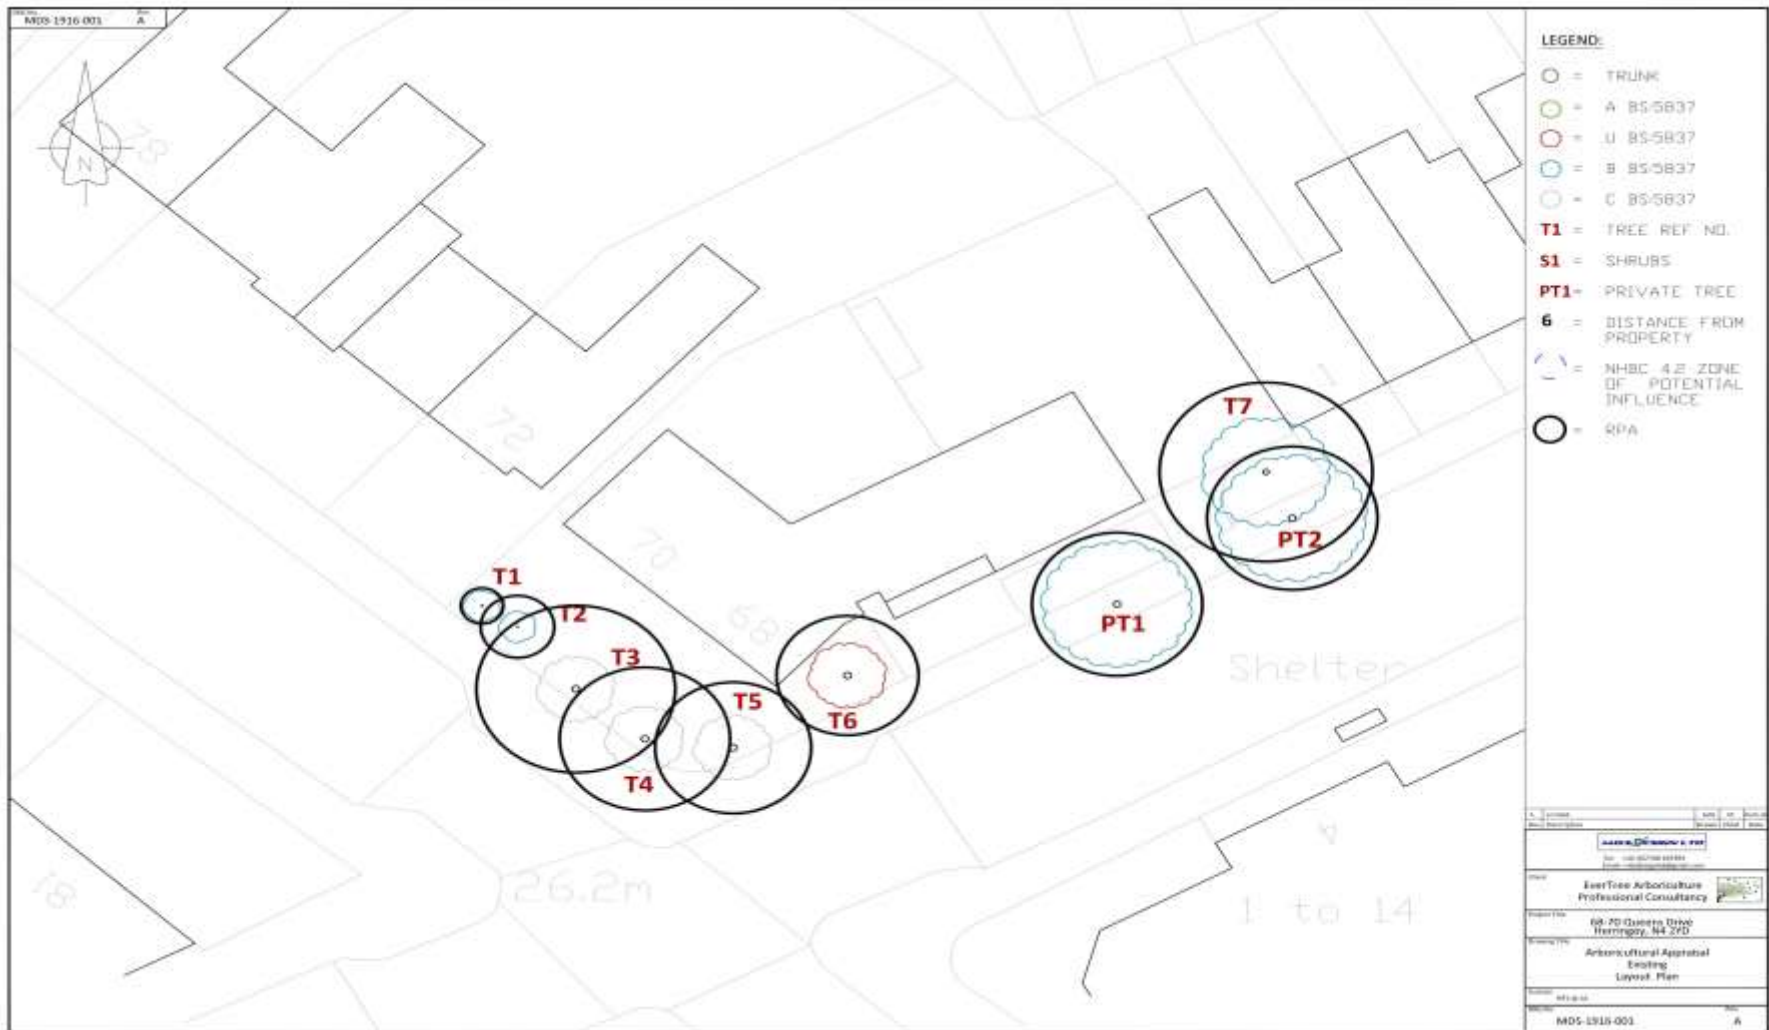 MDS-1916-001 A
N
78
72
70
68
1
T7
PT2
PT1
T1
T2
T3
T4
T5
T6
Shelter
26.2m
1 to 14
81
LEGEND:
= TRUNK
= A BS5837
= U BS5837
= B BS5837
= C BS5837
T1 = TREE REF NO.
S1 = SHRUBS
PT1= PRIVATE TREE
6 = DISTANCE FROM
PROPERTY
= NHBC 4.2 ZONE
OF POTENTIAL
INFLUENCE
= RPA
EverTree Arboriculture
Professional Consultancy
68-70 Queens Drive
Herringay, N4 2YD
Arboricultural Appraisal
Existing
Layout Plan
MDS-1916-001 A